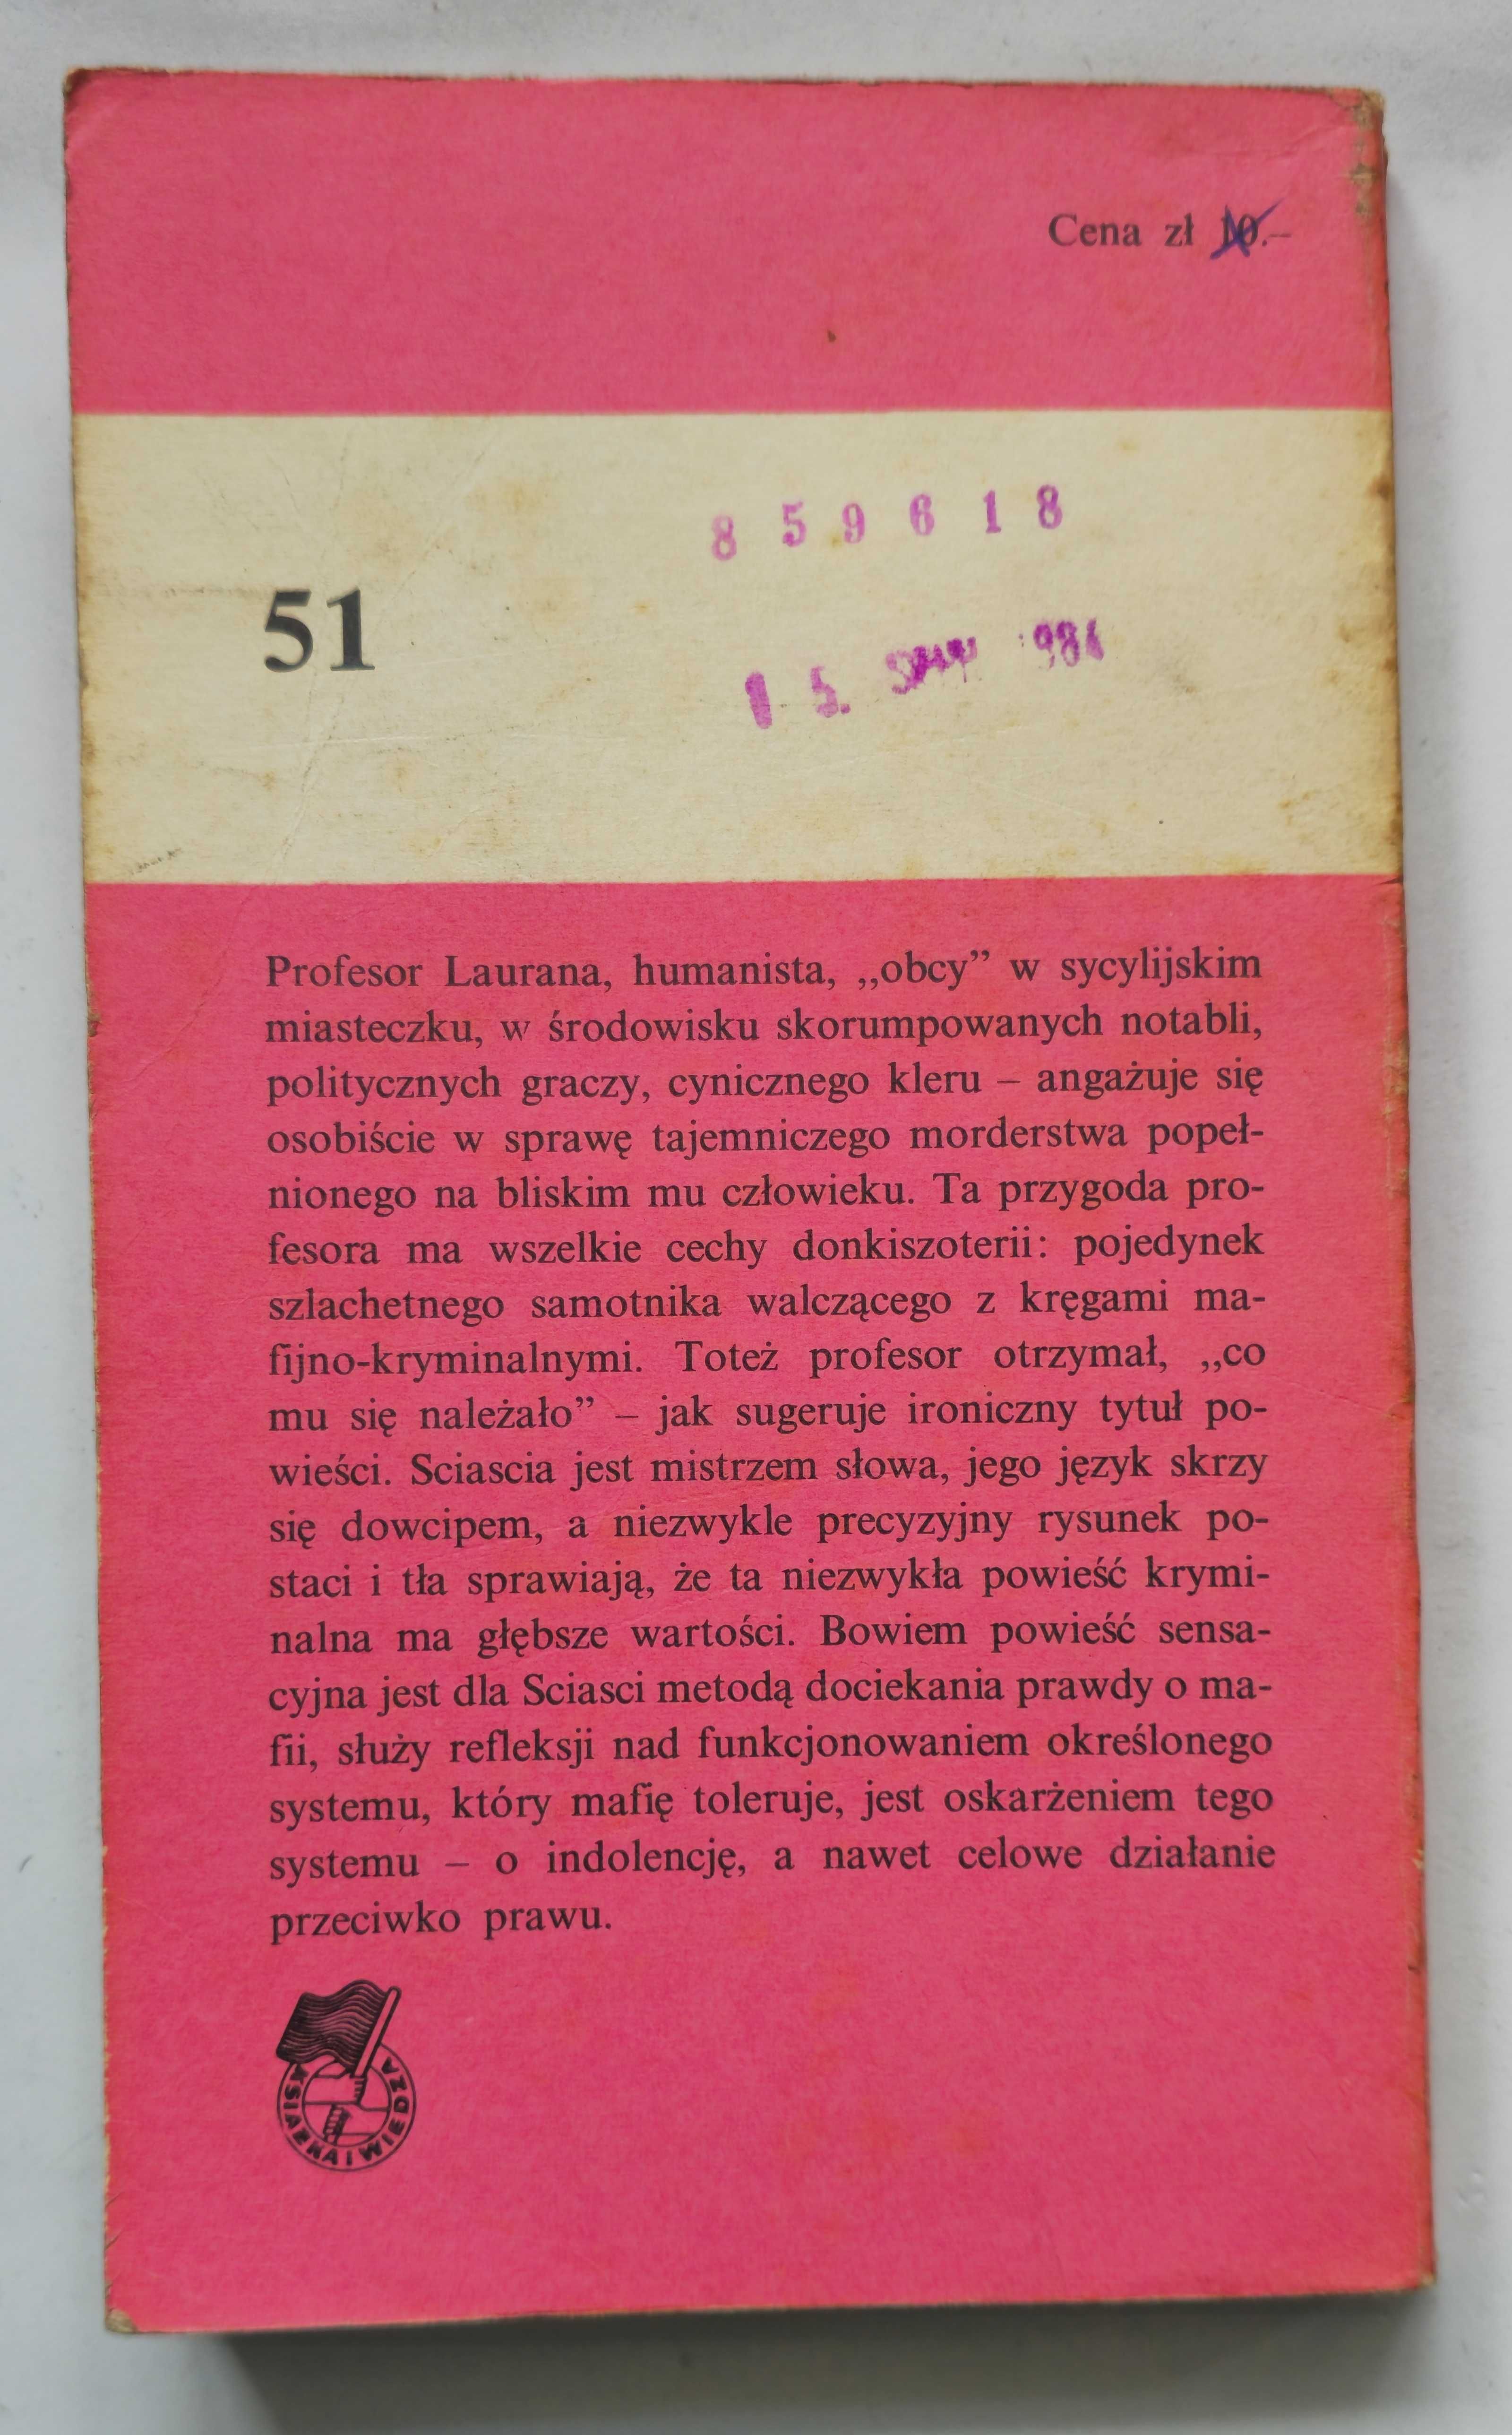 Cena zł 10.–
8 5 9 6 1 8
51
1 5. 984
Profesor Laurana, humanista, „obcy” w sycylijskim
miasteczku, w środowisku skorumpowanych notabli,
politycznych graczy, cynicznego kleru – angażuje się
osobiście w sprawę tajemniczego morderstwa popeł-
nionego na bliskim mu człowieku. Ta przygoda pro-
fesora ma wszelkie cechy donkiszoterii: pojedynek
szlachetnego samotnika walczącego z kręgami ma-
fijno-kryminalnymi. Toteż profesor otrzymał, „co
mu się należało” – jak sugeruje ironiczny tytuł po-
wieści. Sciascia jest mistrzem słowa, jego język skrzy
się dowcipem, a niezwykle precyzyjny rysunek po-
staci i tła sprawiają, że ta niezwykła powieść krymi-
nalna ma głębsze wartości. Bowiem powieść sensa-
cyjna jest dla Sciasci metodą dociekania prawdy o ma-
fii, służy refleksji nad funkcjonowaniem określonego
systemu, który mafię toleruje, jest oskarżeniem tego
systemu – o indolencję, a nawet celowe działanie
przeciwko prawu.
KSIĄŻKA I WIEDZA